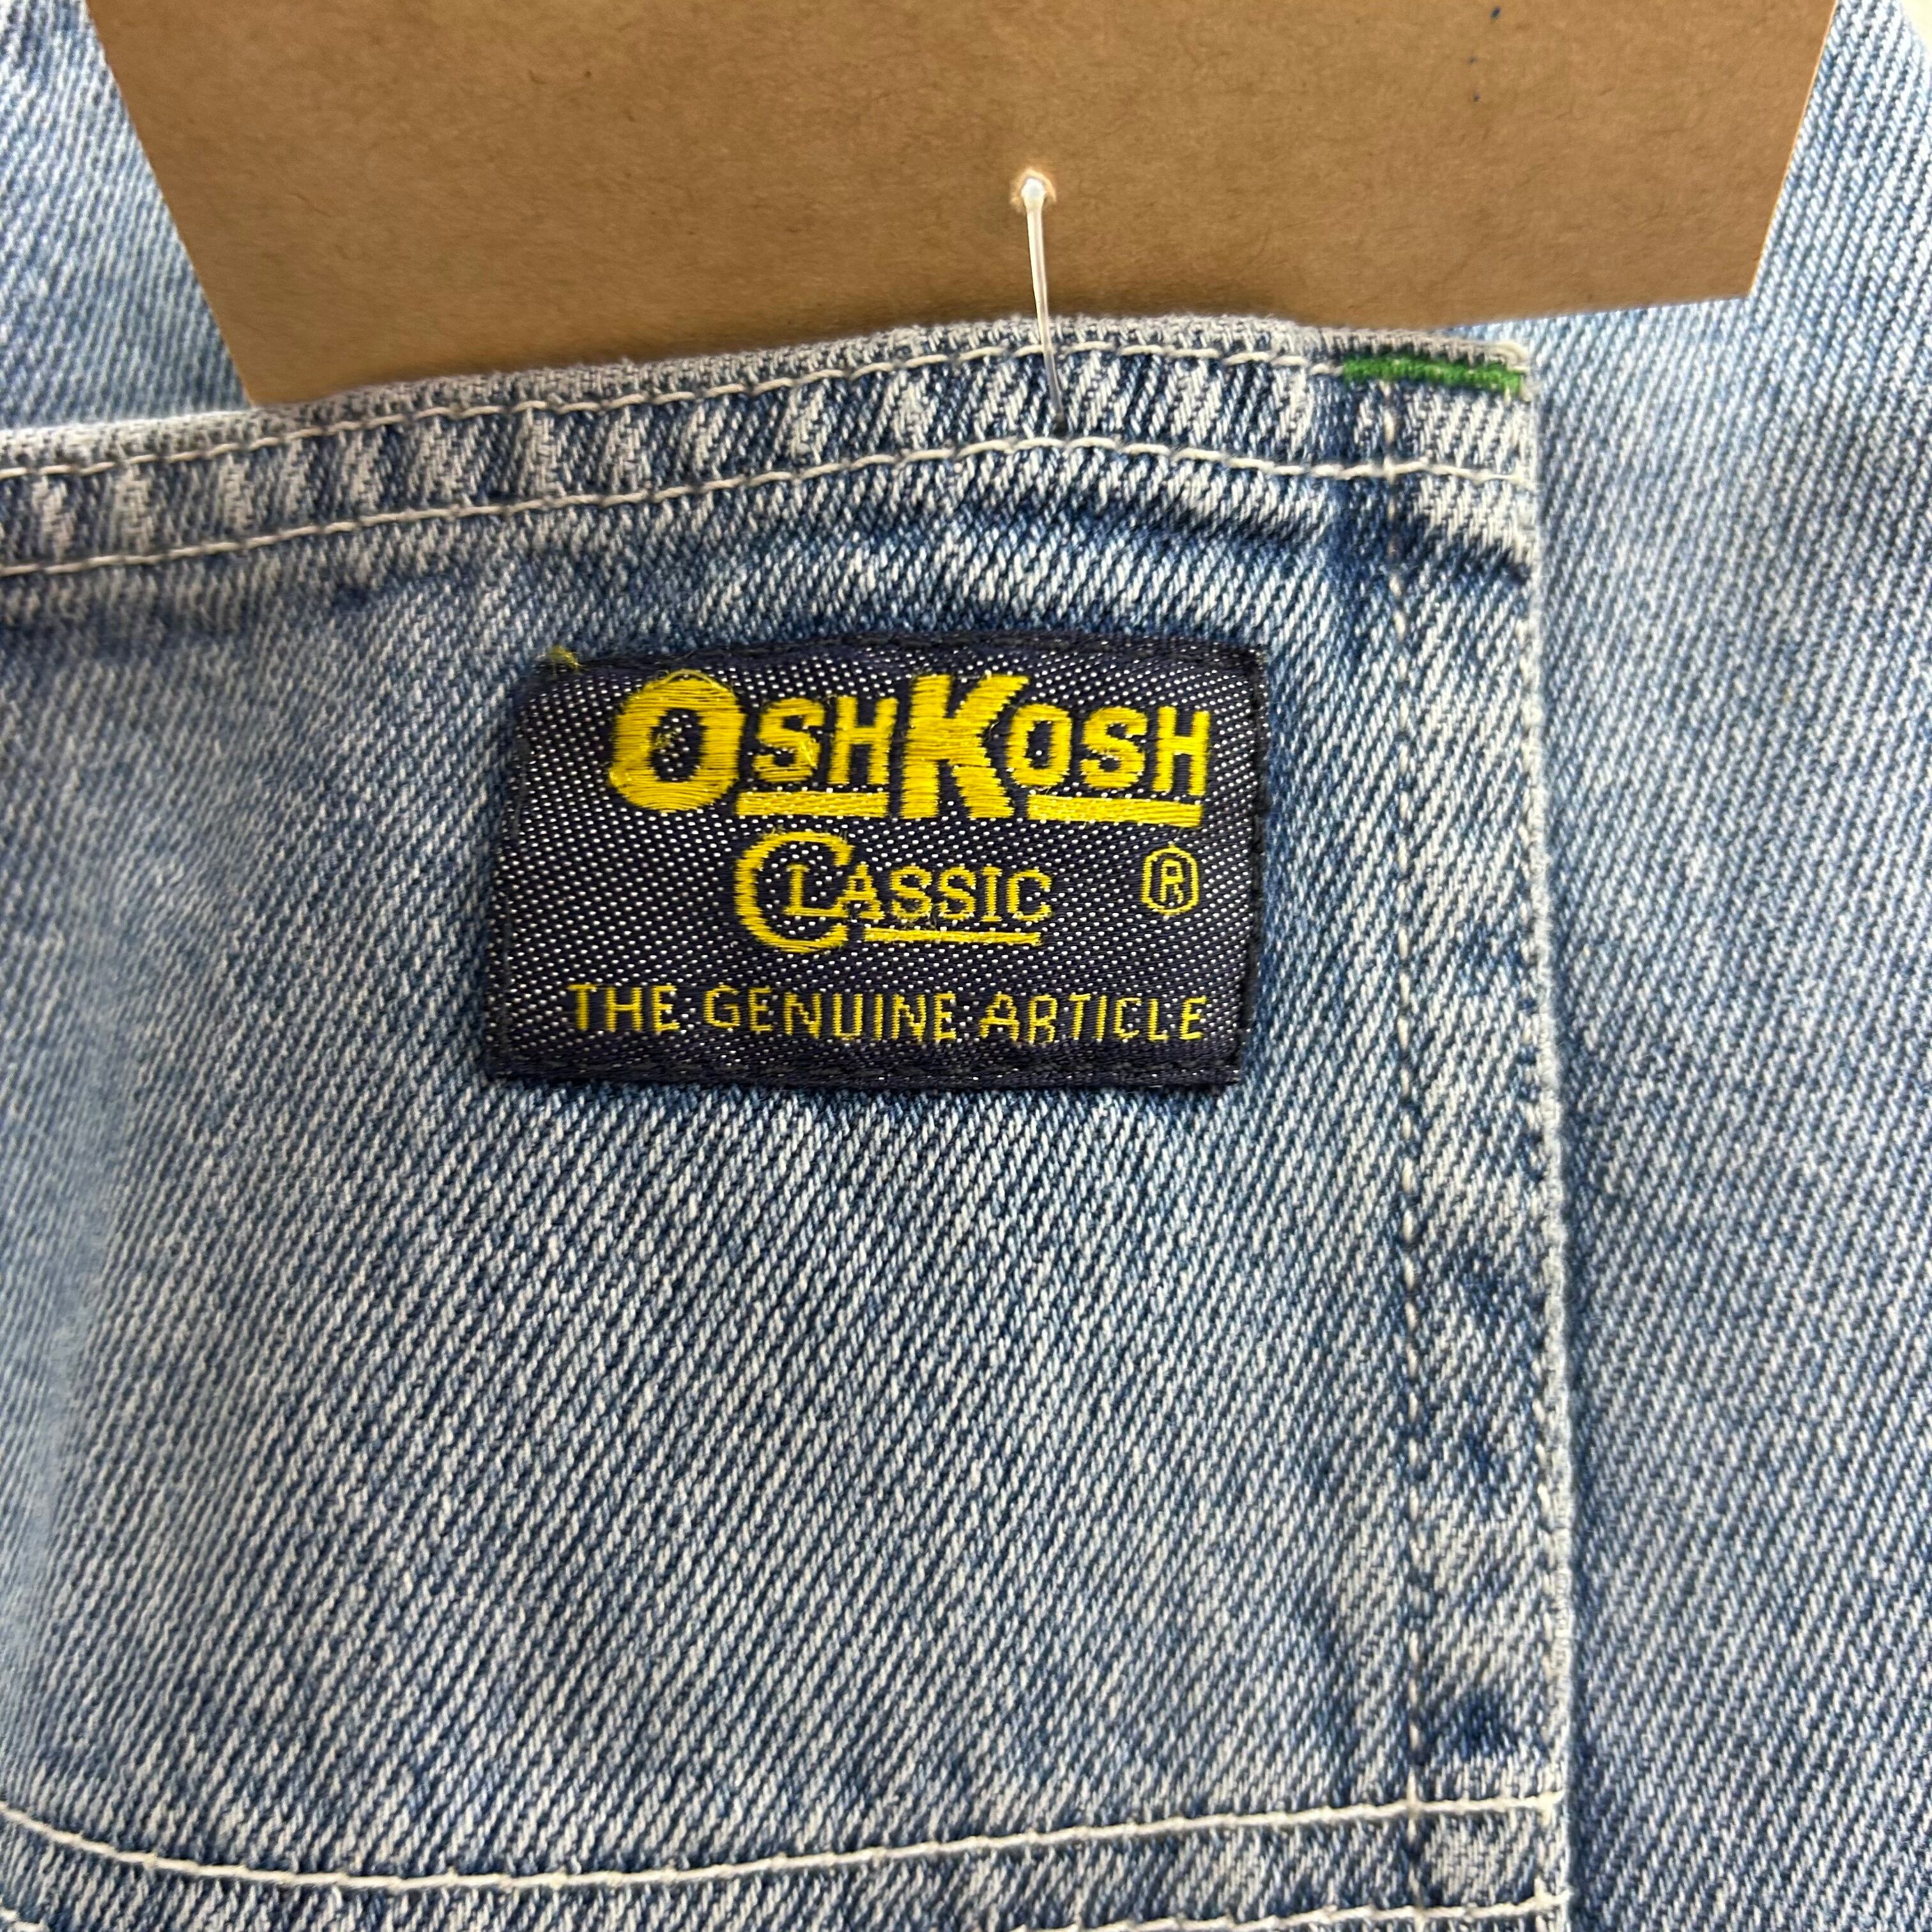 OSHKOSH
CLASSIC ®
THE GENUINE ARTICLE